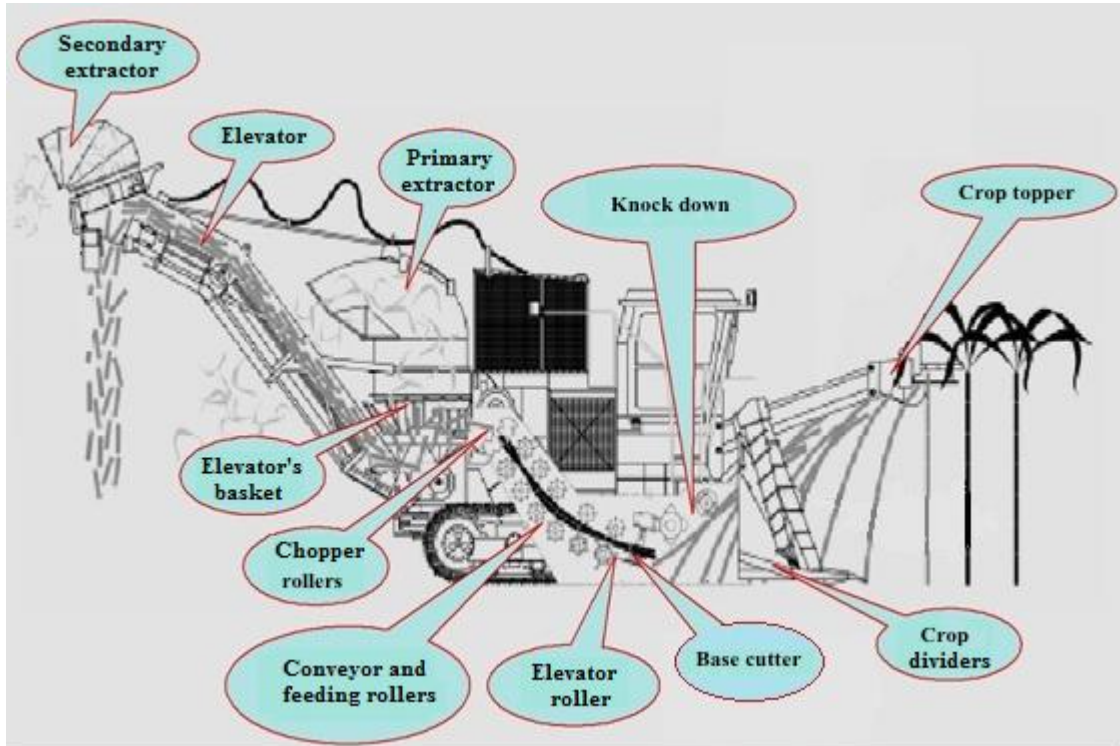 Secondary
extractor
Elevator
Primary
extractor
Knock down
Crop topper
Elevator's
basket
Chopper
rollers
Conveyor and
feeding rollers
Elevator
roller
Base cutter
Crop
dividers